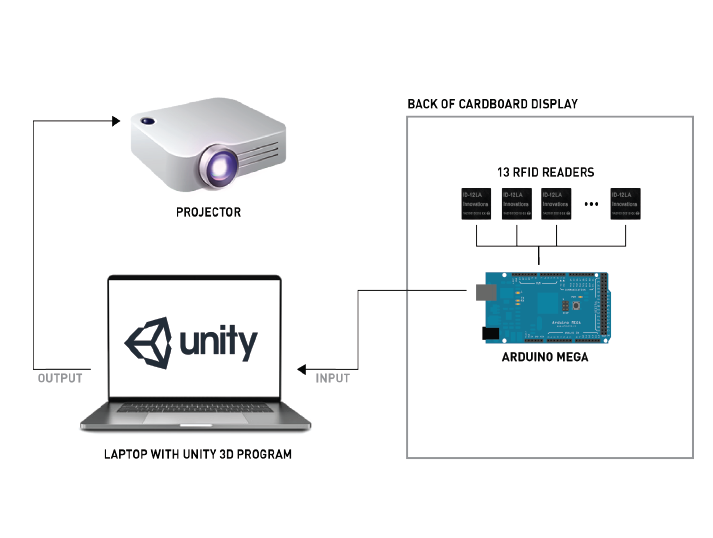 BACK OF CARDBOARD DISPLAY
13 RFID READERS
ID-12LA ID-12LA ID-12LA ID-12LA
Innovations Innovations Innovations Innovations
PROJECTOR
unity
Arduino MEGA
ARDUINO MEGA
OUTPUT
INPUT
LAPTOP WITH UNITY 3D PROGRAM